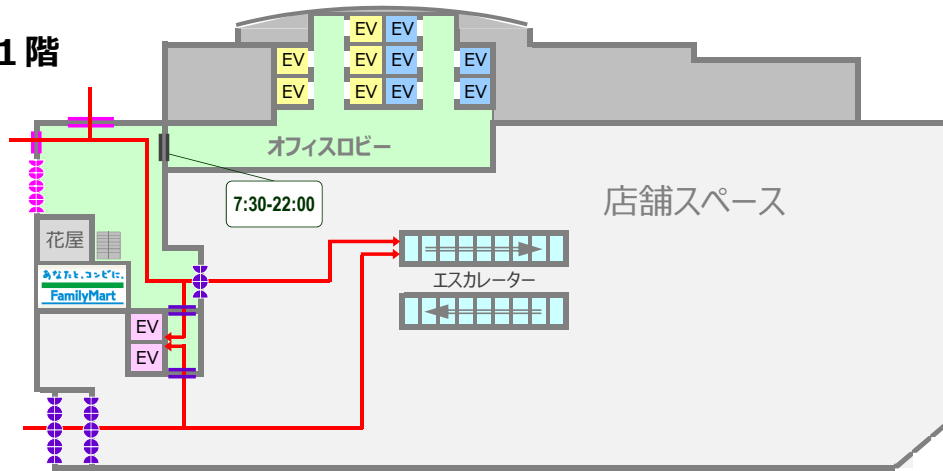 1階
EV EV
EV EV EV EV
EV EV EV EV
オフィスロビー
7:30-22:00
店舗スペース
花屋
あなたと、コンビに、
FamilyMart
エスカレーター
EV
EV